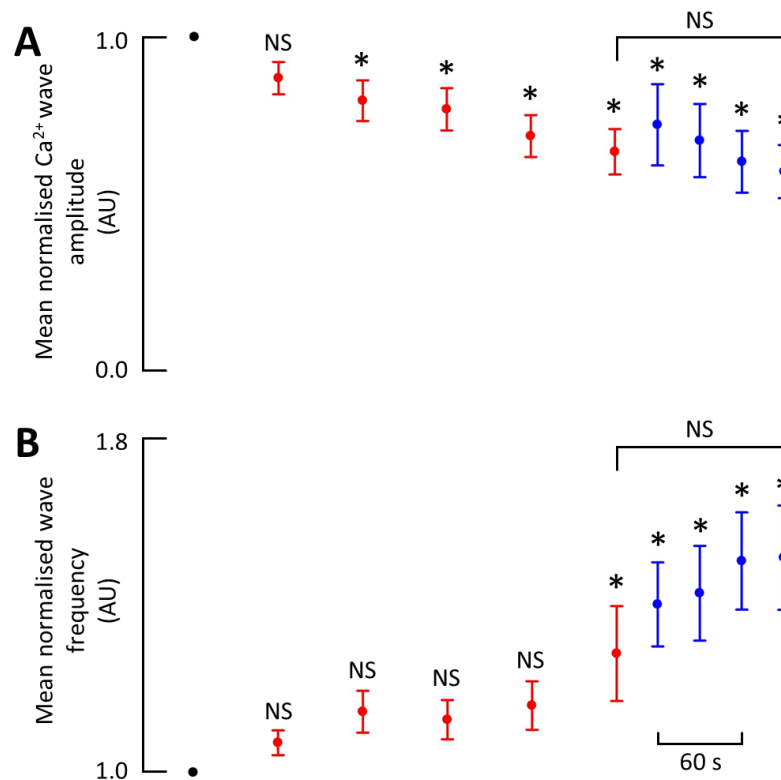 A
Mean normalised Ca²⁺ wave
amplitude
(AU)
1.0
0.0
NS
*
*
*
*
NS
*
*
*
*
B
Mean normalised wave
frequency
(AU)
1.8
1.0
NS
NS
NS
NS
*
NS
*
*
*
*
60 s